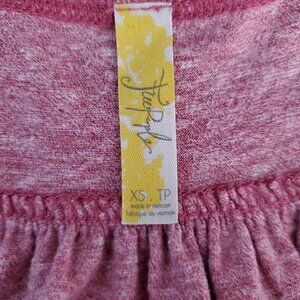 Free People
XS . TP
made in vietnam
fabriqué au vietnam